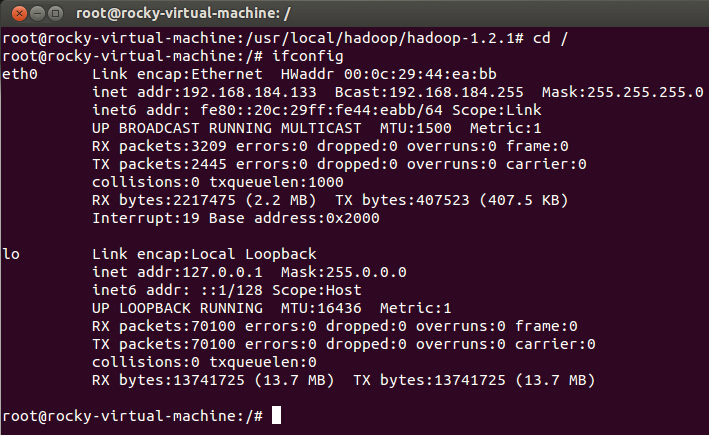 root@rocky-virtual-machine: /
root@rocky-virtual-machine:/usr/local/hadoop/hadoop-1.2.1# cd /
root@rocky-virtual-machine:/# ifconfig
eth0      Link encap:Ethernet  HWaddr 00:0c:29:44:ea:bb
          inet addr:192.168.184.133  Bcast:192.168.184.255  Mask:255.255.255.0
          inet6 addr: fe80::20c:29ff:fe44:eabb/64 Scope:Link
          UP BROADCAST RUNNING MULTICAST  MTU:1500  Metric:1
          RX packets:3209 errors:0 dropped:0 overruns:0 frame:0
          TX packets:2445 errors:0 dropped:0 overruns:0 carrier:0
          collisions:0 txqueuelen:1000
          RX bytes:2217475 (2.2 MB)  TX bytes:407523 (407.5 KB)
          Interrupt:19 Base address:0x2000
lo        Link encap:Local Loopback
          inet addr:127.0.0.1  Mask:255.0.0.0
          inet6 addr: ::1/128 Scope:Host
          UP LOOPBACK RUNNING  MTU:16436  Metric:1
          RX packets:70100 errors:0 dropped:0 overruns:0 frame:0
          TX packets:70100 errors:0 dropped:0 overruns:0 carrier:0
          collisions:0 txqueuelen:0
          RX bytes:13741725 (13.7 MB)  TX bytes:13741725 (13.7 MB)
root@rocky-virtual-machine:/#